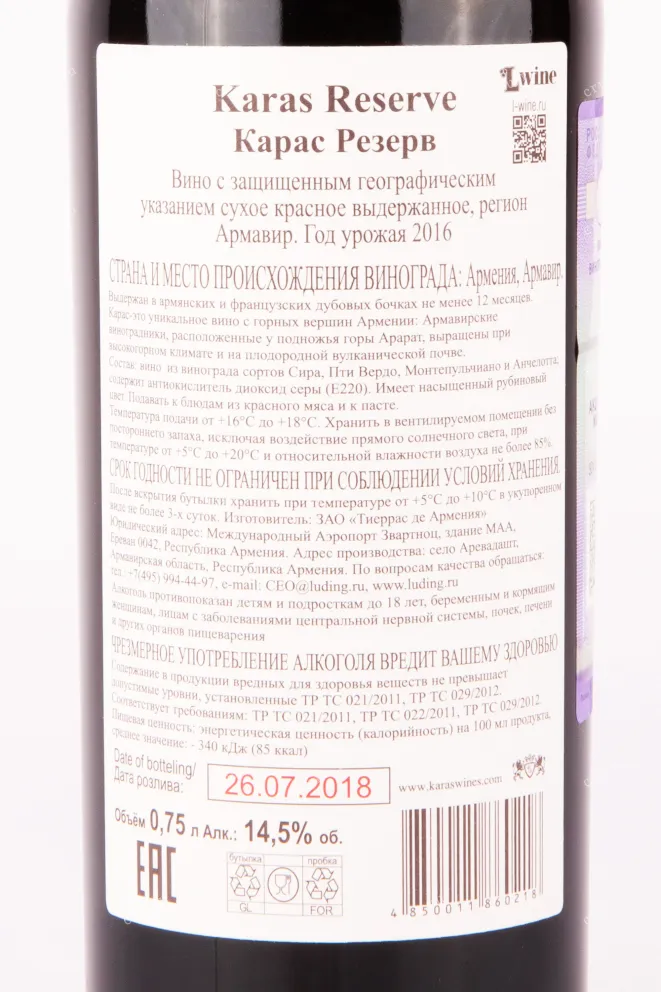 Lwine
l-wine.ru
Karas Reserve
Карас Резерв
Вино с защищенным географическим
указанием сухое красное выдержанное, регион
Армавир. Год урожая 2016
СТРАНА И МЕСТО ПРОИСХОЖДЕНИЯ ВИНОГРАДА: Армения, Армавир.
Выдержан в армянских и французских дубовых бочках не менее 12 месяцев.
Карас-это уникальное вино с горных вершин Армении: Армавирские
виноградники, расположенные у подножья горы Арарат, выращены при
высокогорном климате и на плодородной вулканической почве.
Состав: вино из винограда сортов Сира, Пти Вердо, Монтепульчиано и Анчелотта;
содержит антиокислитель диоксид серы (E220). Имеет насыщенный рубиновый
цвет. Подавать к блюдам из красного мяса и к пасте.
Температура подачи от +16°C до +18°C. Хранить в вентилируемом помещении без
постороннего запаха, исключая воздействие прямого солнечного света, при
температуре от +5°C до +20°C и относительной влажности воздуха не более 85%.
СРОК ГОДНОСТИ НЕ ОГРАНИЧЕН ПРИ СОБЛЮДЕНИИ УСЛОВИЙ ХРАНЕНИЯ.
После вскрытия бутылки хранить при температуре от +5°C до +10°C в укупоренном
виде не более 3-х суток. Изготовитель: ЗАО «Тиеррас де Армения»
Юридический адрес: Международный Аэропорт Звартноц, здание МАА,
Ереван 0042, Республика Армения. Адрес производства: село Аревадашт,
Армавирская область, Республика Армения. По вопросам качества обращаться:
тел.:+7(495) 994-44-97, e-mail: CEO@luding.ru, www.luding.ru
Алкоголь противопоказан детям и подросткам до 18 лет, беременным и кормящим
женщинам, лицам с заболеваниями центральной нервной системы, почек, печени
и других органов пищеварения
ЧРЕЗМЕРНОЕ УПОТРЕБЛЕНИЕ АЛКОГОЛЯ ВРЕДИТ ВАШЕМУ ЗДОРОВЬЮ
Содержание в продукции вредных для здоровья веществ не превышает
допустимые уровни, установленные ТР ТС 021/2011, ТР ТС 029/2012.
Соответствует требованиям: ТР ТС 021/2011, ТР ТС 022/2011, ТР ТС 029/2012.
Пищевая ценность: энергетическая ценность (калорийность) на 100 мл продукта,
среднее значение: - 340 кДж (85 ккал)
Date of botteling/
Дата розлива:
26.07.2018
www.karaswines.com
Объём 0,75 л Алк.: 14,5% об.
EAC
бутылка
пробка
GL
FOR
4 850011 860218